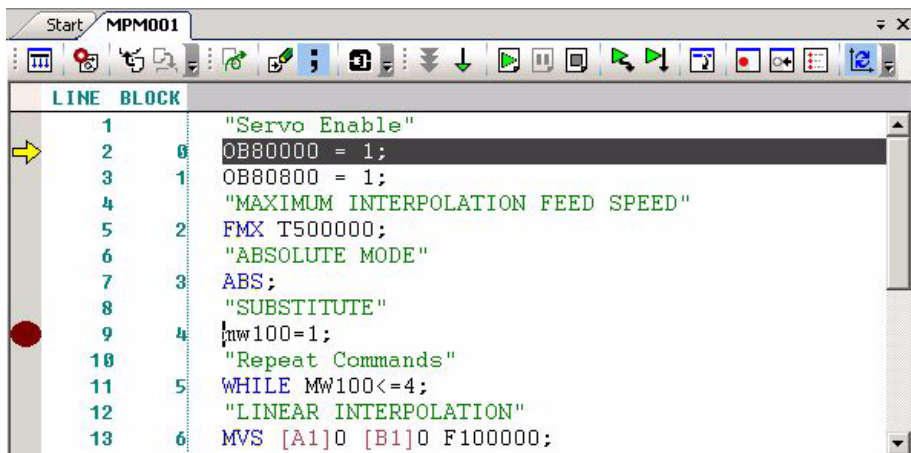 Start MPM001
LINE BLOCK
1 "Servo Enable"
2 0 OB80000 = 1;
3 1 OB80800 = 1;
4 "MAXIMUM INTERPOLATION FEED SPEED"
5 2 FMX T500000;
6 "ABSOLUTE MODE"
7 3 ABS;
8 "SUBSTITUTE"
9 4 mw100=1;
10 "Repeat Commands"
11 5 WHILE MW100<=4;
12 "LINEAR INTERPOLATION"
13 6 MVS [A1]0 [B1]0 F100000;